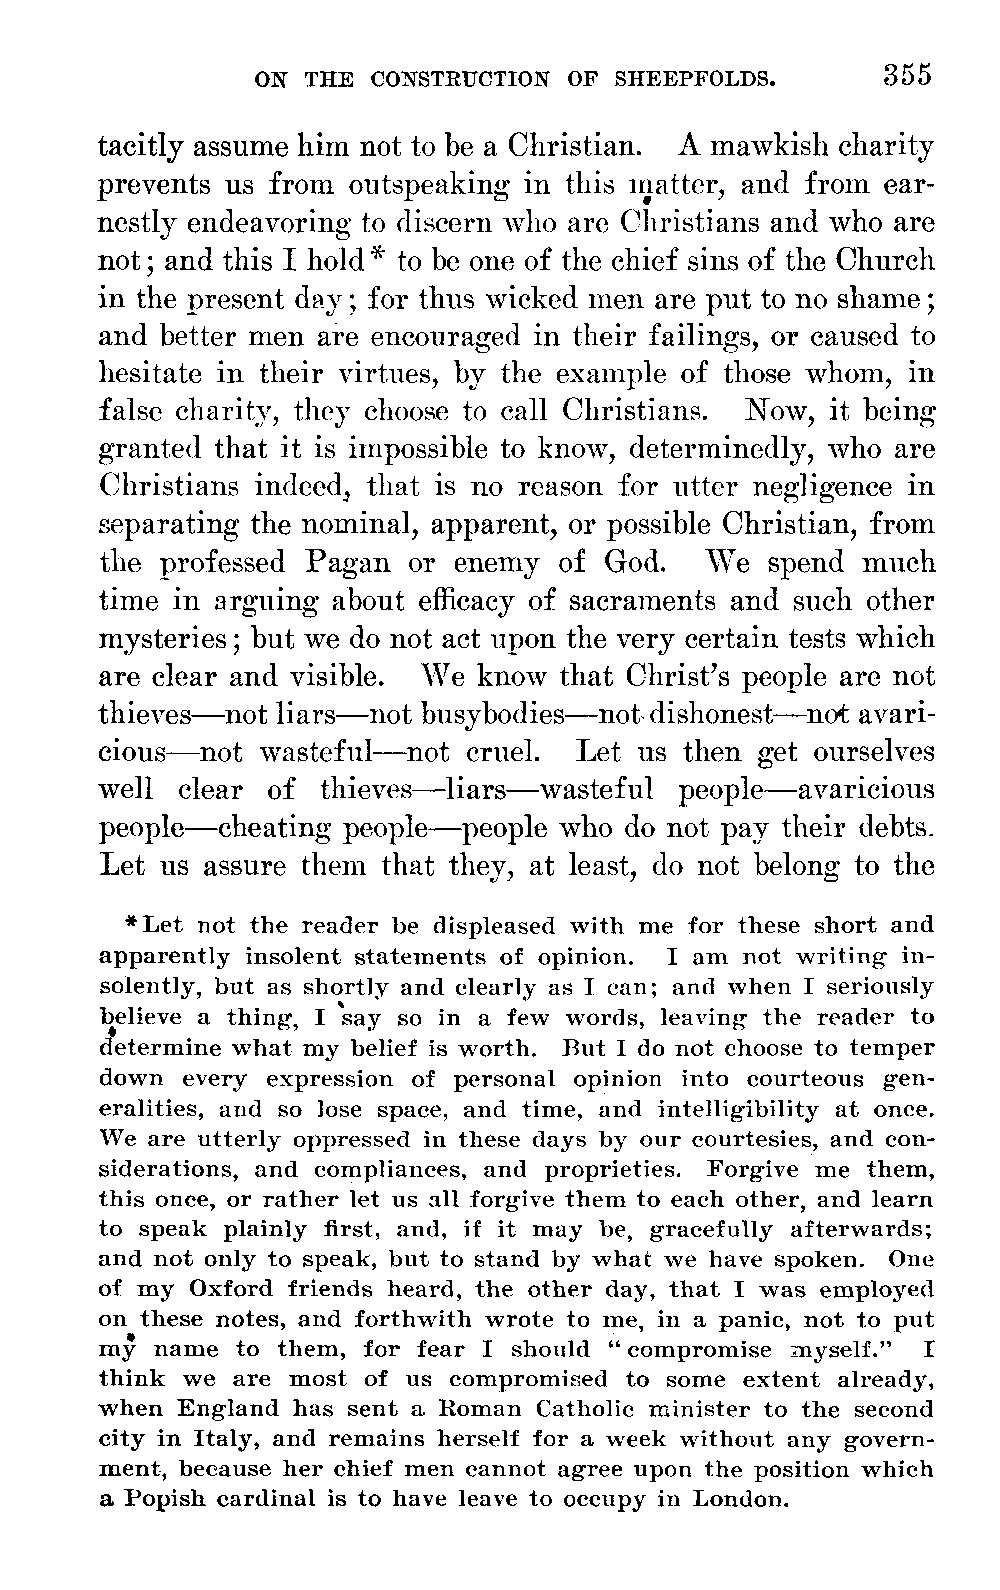 ON THE CONSTRUCTION OF SHEEPFOLDS. 355
tacitly assume him not to be a Christian. A mawkish charity
prevents us from outspeaking in this matter, and from ear-
nestly endeavoring to discern who are Christians and who are
not; and this I hold* to be one of the chief sins of the Church
in the present day; for thus wicked men are put to no shame;
and better men are encouraged in their failings, or caused to
hesitate in their virtues, by the example of those whom, in
false charity, they choose to call Christians. Now, it being
granted that it is impossible to know, determinedly, who are
Christians indeed, that is no reason for utter negligence in
separating the nominal, apparent, or possible Christian, from
the professed Pagan or enemy of God. We spend much
time in arguing about efficacy of sacraments and such other
mysteries; but we do not act upon the very certain tests which
are clear and visible. We know that Christ's people are not
thieves—not liars—not busybodies—not dishonest—not avari-
cious—not wasteful—not cruel. Let us then get ourselves
well clear of thieves—liars—wasteful people—avaricious
people—cheating people—people who do not pay their debts.
Let us assure them that they, at least, do not belong to the
*Let not the reader be displeased with me for these short and
apparently insolent statements of opinion. I am not writing in-
solently, but as shortly and clearly as I can; and when I seriously
believe a thing, I say so in a few words, leaving the reader to
determine what my belief is worth. But I do not choose to temper
down every expression of personal opinion into courteous gen-
eralities, and so lose space, and time, and intelligibility at once.
We are utterly oppressed in these days by our courtesies, and con-
siderations, and compliances, and proprieties. Forgive me them,
this once, or rather let us all forgive them to each other, and learn
to speak plainly first, and, if it may be, gracefully afterwards;
and not only to speak, but to stand by what we have spoken. One
of my Oxford friends heard, the other day, that I was employed
on these notes, and forthwith wrote to me, in a panic, not to put
my name to them, for fear I should "compromise myself." I
think we are most of us compromised to some extent already,
when England has sent a Roman Catholic minister to the second
city in Italy, and remains herself for a week without any govern-
ment, because her chief men cannot agree upon the position which
a Popish cardinal is to have leave to occupy in London.